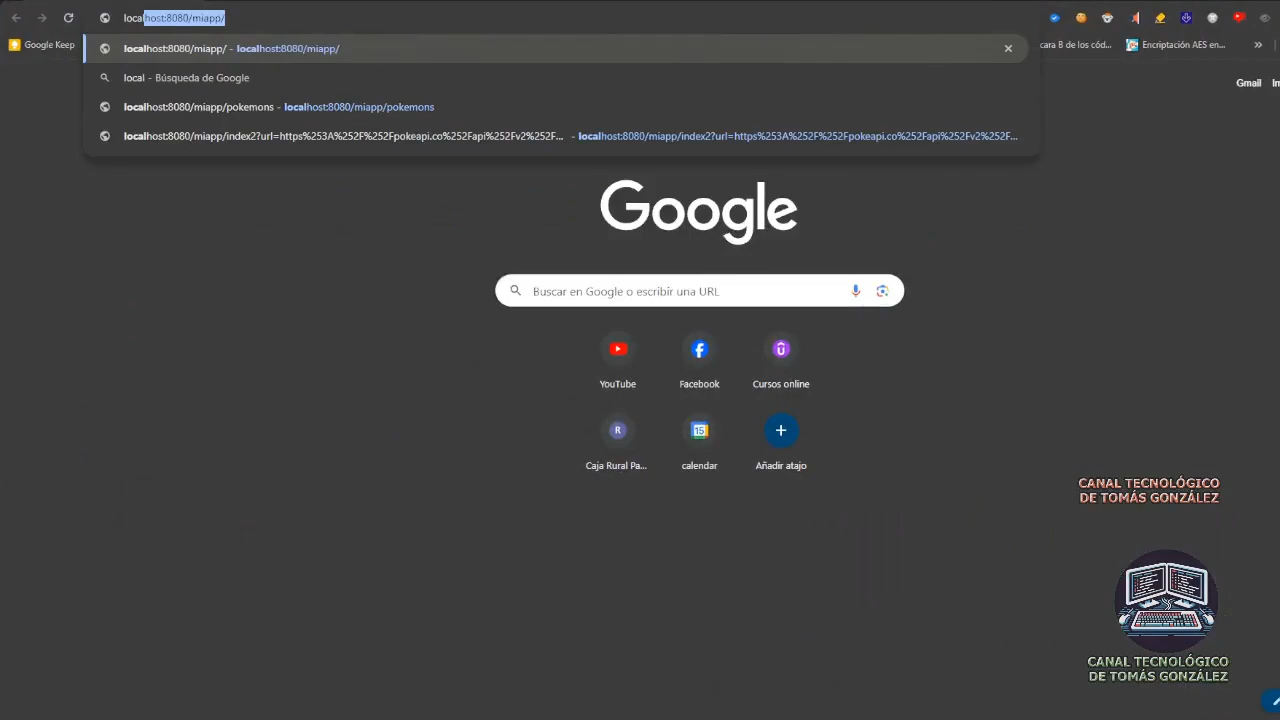 localhost:8080/miapp/
Google Keep
cara B de los cód...
Encriptación AES en...
localhost:8080/miapp/ - localhost:8080/miapp/
local - Búsqueda de Google
localhost:8080/miapp/pokemons - localhost:8080/miapp/pokemons
localhost:8080/miapp/index2?url=https%253A%252F%252Fpokeapi.co%252Fapi%252Fv2%252F... - localhost:8080/miapp/index2?url=https%253A%252F%252Fpokeapi.co%252Fapi%252Fv2%252F...
Gmail
Google
Buscar en Google o escribir una URL
YouTube
Facebook
Cursos online
R
15
Caja Rural Pa...
calendar
Añadir atajo
CANAL TECNOLÓGICO
DE TOMÁS GONZÁLEZ
CANAL TECNOLÓGICO
DE TOMÁS GONZÁLEZ